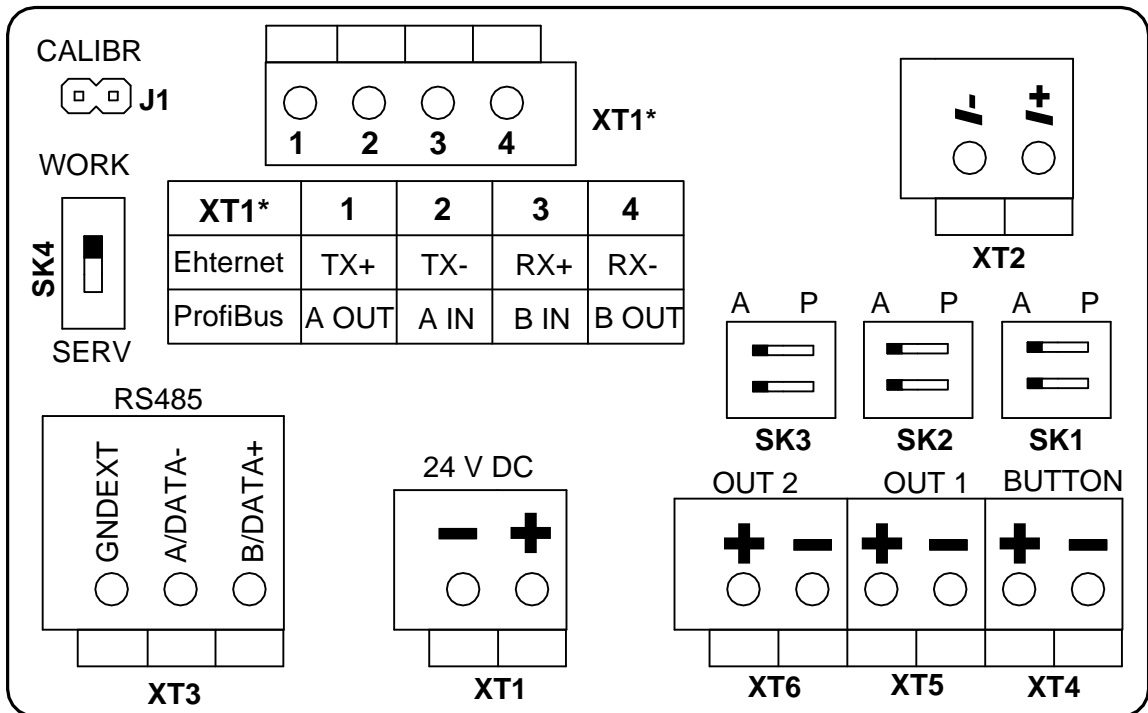 CALIBR
J1
1 2 3 4
XT1*
I- I+
XT2
WORK
SK4
SERV
XT1* 1 2 3 4
Ehternet TX+ TX- RX+ RX-
ProfiBus A OUT A IN B IN B OUT
A P A P A P
SK3 SK2 SK1
RS485
GNDEXT A/DATA- B/DATA+
XT3
24 V DC
- +
XT1
OUT 2 OUT 1 BUTTON
+ - + - + -
XT6 XT5 XT4